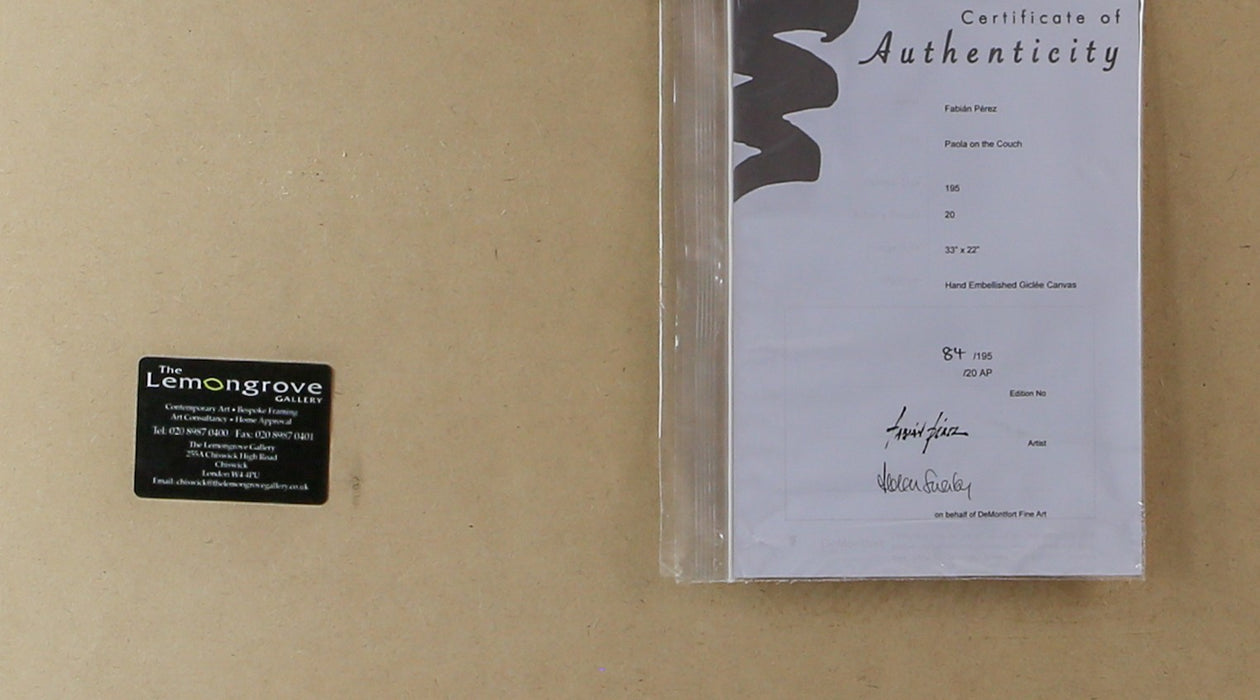 Certificate of
Authenticity
Fabián Pérez
Paola on the Couch
195
20
33" x 22"
Hand Embellished Giclée Canvas
84 /195
/20 AP
Edition No
Fabián Pérez
Artist
on behalf of DeMontfort Fine Art
The
Lemongrove
GALLERY
Contemporary Art • Bespoke Framing
Art Consultancy • Home Approval
Tel: 020 8987 0400 Fax: 020 8987 0401
The Lemongrove Gallery
255A Chiswick High Road
Chiswick
London W4 4PU
Email: chiswick@thelemongrovegallery.co.uk